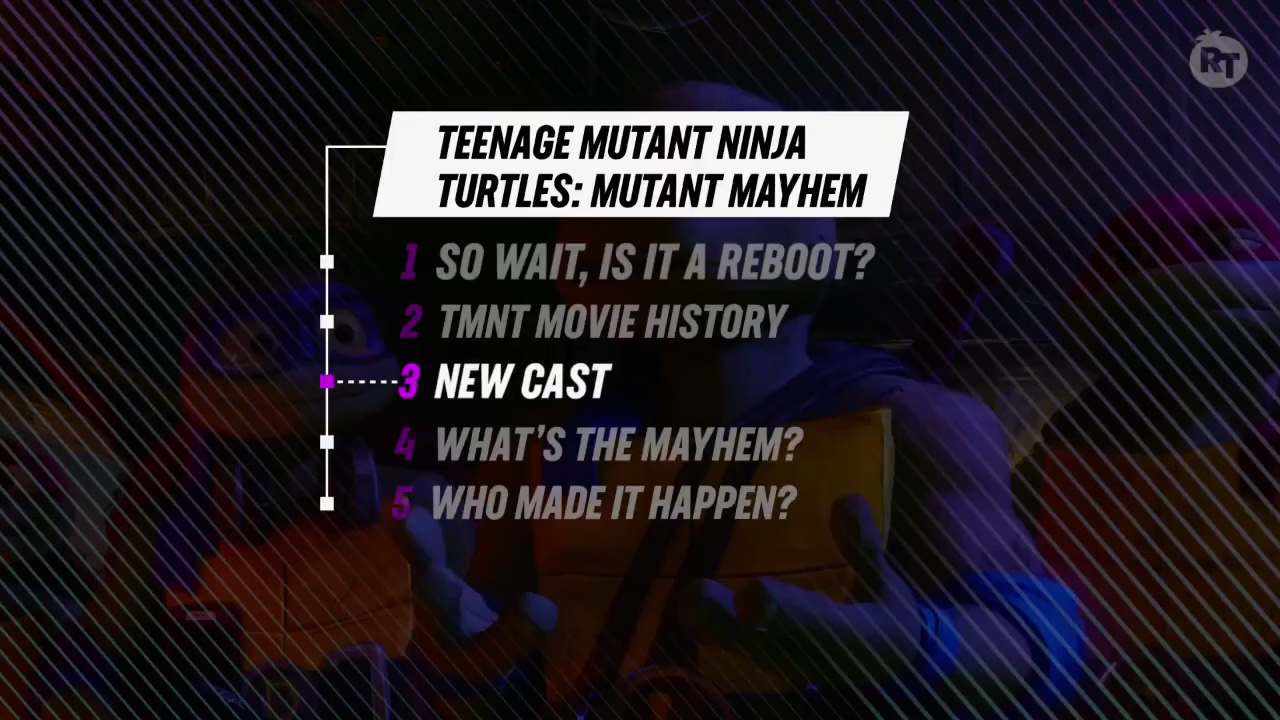 RT
TEENAGE MUTANT NINJA
TURTLES: MUTANT MAYHEM
1 SO WAIT, IS IT A REBOOT?
2 TMNT MOVIE HISTORY
3 NEW CAST
4 WHAT'S THE MAYHEM?
5 WHO MADE IT HAPPEN?